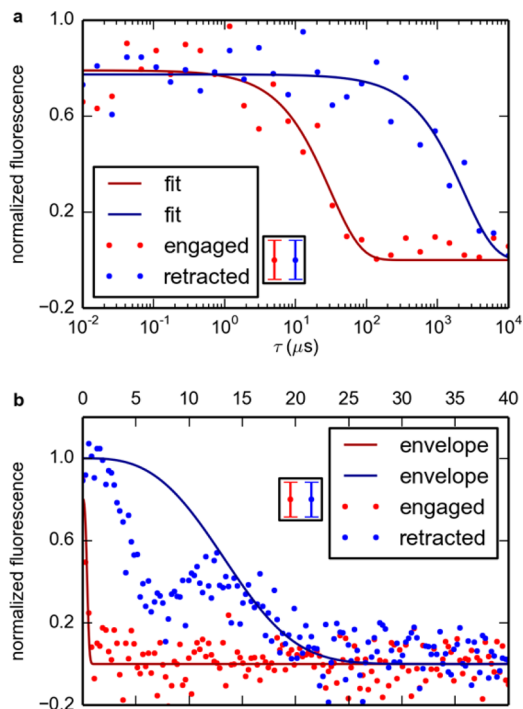 a
1.0
0.6
0.2
−0.2
normalized fluorescence
fit
fit
engaged
retracted
10⁻² 10⁻¹ 10⁰ 10¹ 10² 10³ 10⁴
τ (μs)
b
0 5 10 15 20 25 30 35 40
1.0
0.6
0.2
−0.2
normalized fluorescence
envelope
envelope
engaged
retracted